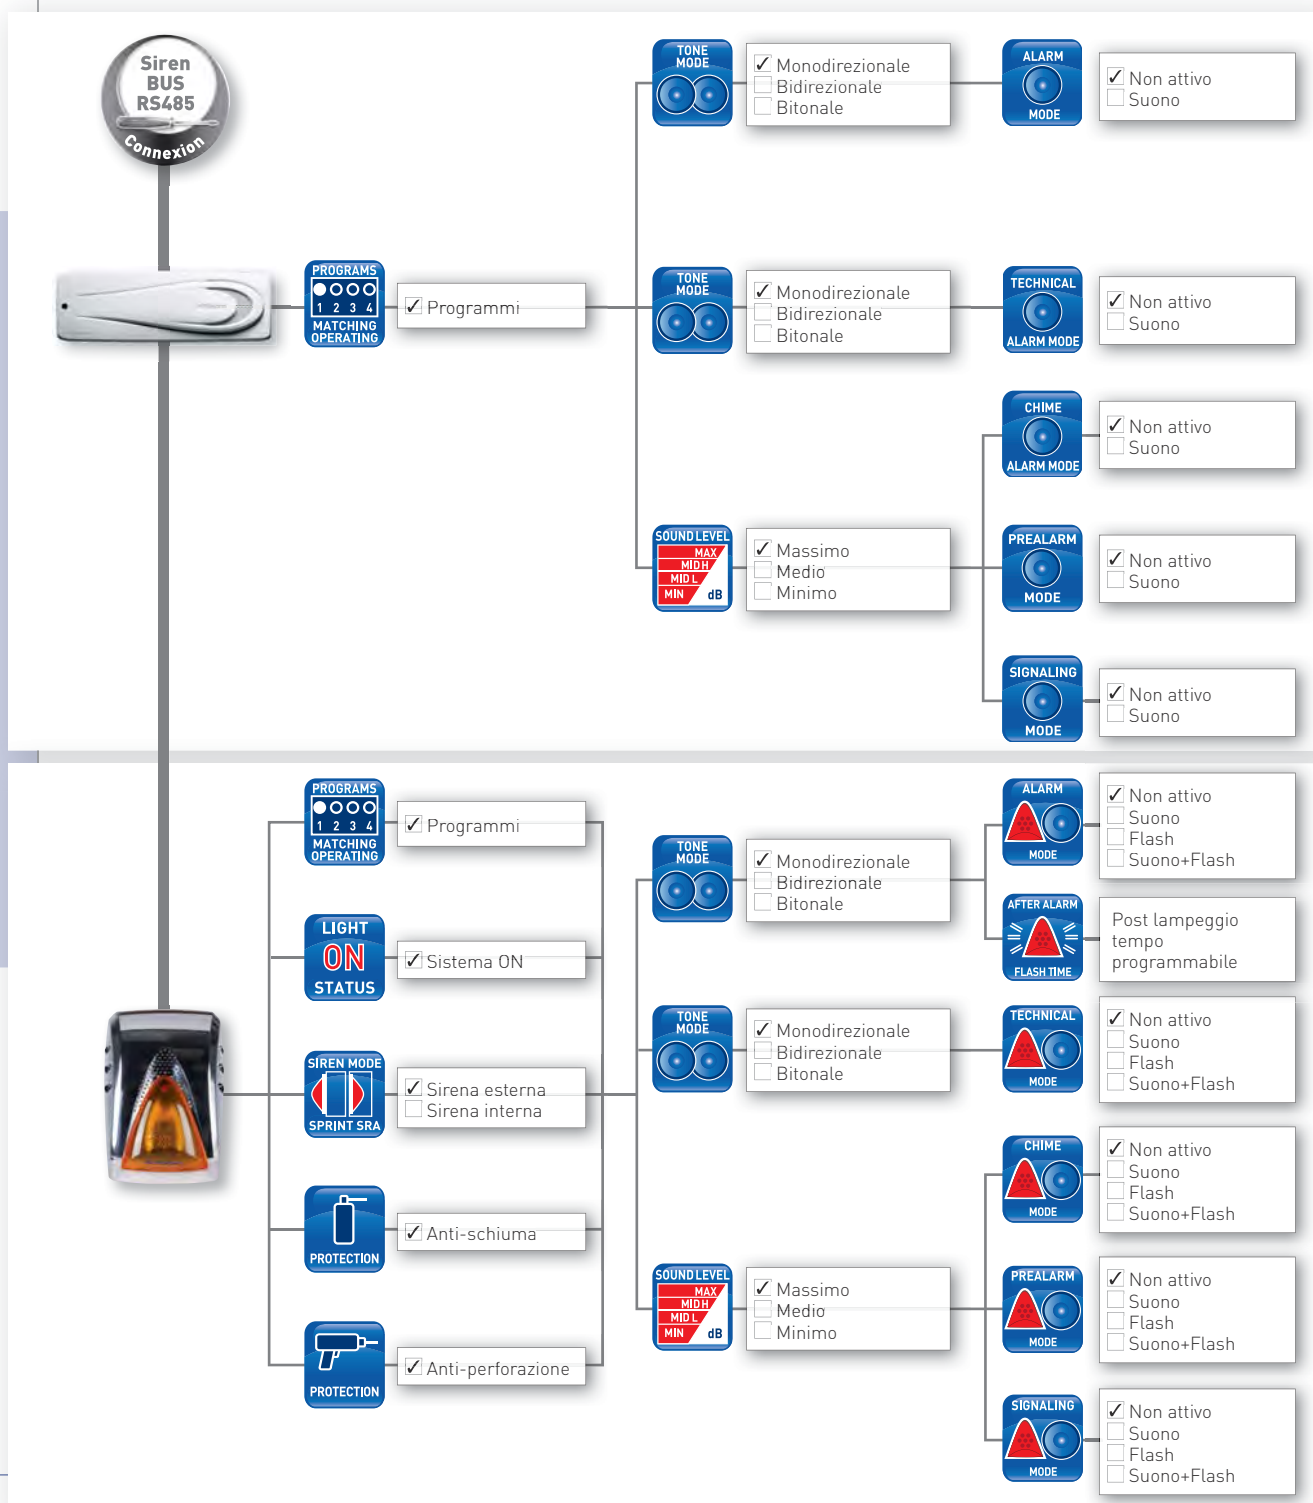 Siren
BUS
RS485
Connexion
TONE
MODE
✓ Monodirezionale
Bidirezionale
Bitonale
ALARM
MODE
✓ Non attivo
Suono
PROGRAMS
1 2 3 4
MATCHING
OPERATING
✓ Programmi
TONE
MODE
✓ Monodirezionale
Bidirezionale
Bitonale
TECHNICAL
ALARM MODE
✓ Non attivo
Suono
CHIME
ALARM MODE
✓ Non attivo
Suono
SOUND LEVEL
MAX
MID H
MID L
MIN dB
✓ Massimo
Medio
Minimo
PREALARM
MODE
✓ Non attivo
Suono
SIGNALING
MODE
✓ Non attivo
Suono
PROGRAMS
1 2 3 4
MATCHING
OPERATING
✓ Programmi
LIGHT
ON
STATUS
✓ Sistema ON
SIREN MODE
SPRINT SRA
✓ Sirena esterna
Sirena interna
PROTECTION
✓ Anti-schiuma
PROTECTION
✓ Anti-perforazione
TONE
MODE
✓ Monodirezionale
Bidirezionale
Bitonale
ALARM
MODE
✓ Non attivo
Suono
Flash
Suono+Flash
AFTER ALARM
FLASH TIME
Post lampeggio
tempo
programmabile
TONE
MODE
✓ Monodirezionale
Bidirezionale
Bitonale
TECHNICAL
MODE
✓ Non attivo
Suono
Flash
Suono+Flash
CHIME
MODE
✓ Non attivo
Suono
Flash
Suono+Flash
SOUND LEVEL
MAX
MID H
MID L
MIN dB
✓ Massimo
Medio
Minimo
PREALARM
MODE
✓ Non attivo
Suono
Flash
Suono+Flash
SIGNALING
MODE
✓ Non attivo
Suono
Flash
Suono+Flash